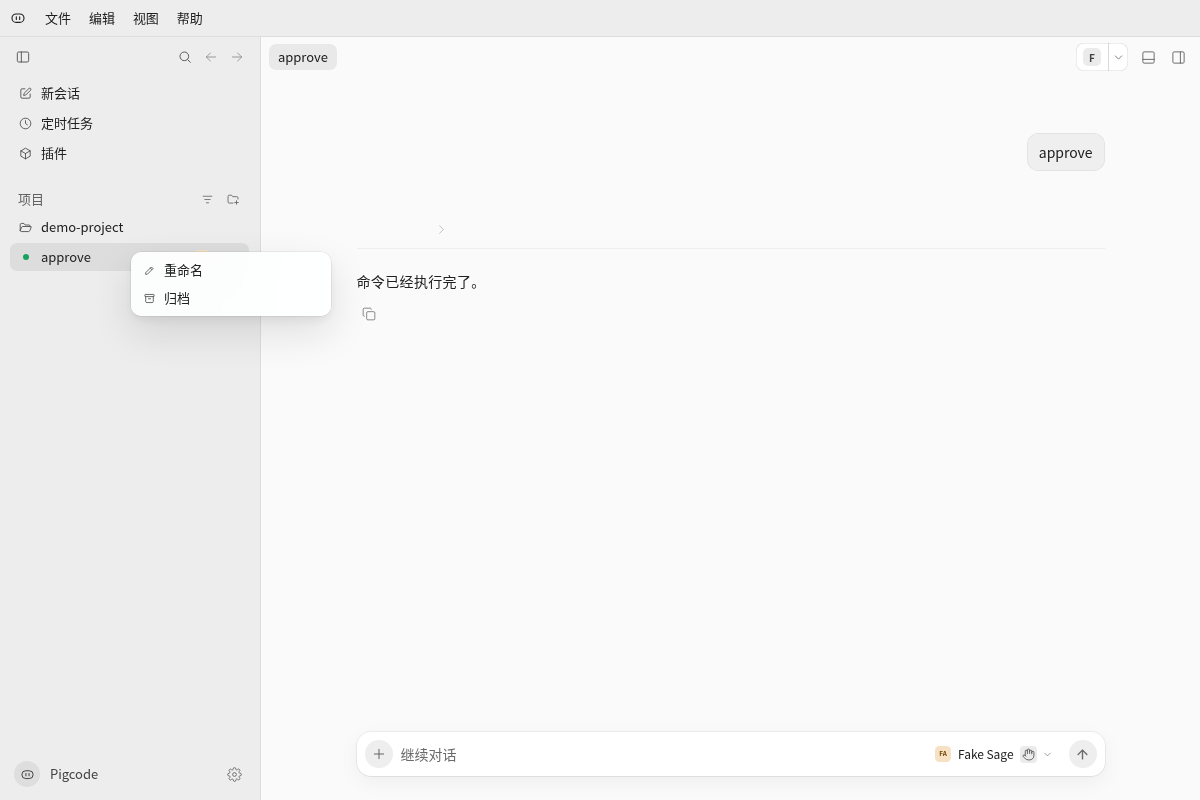 文件 编辑 视图 帮助
approve
F
新会话
定时任务
插件
项目
demo-project
approve
重命名
归档
approve
命令已经执行完了。
继续对话
FA Fake Sage
Pigcode